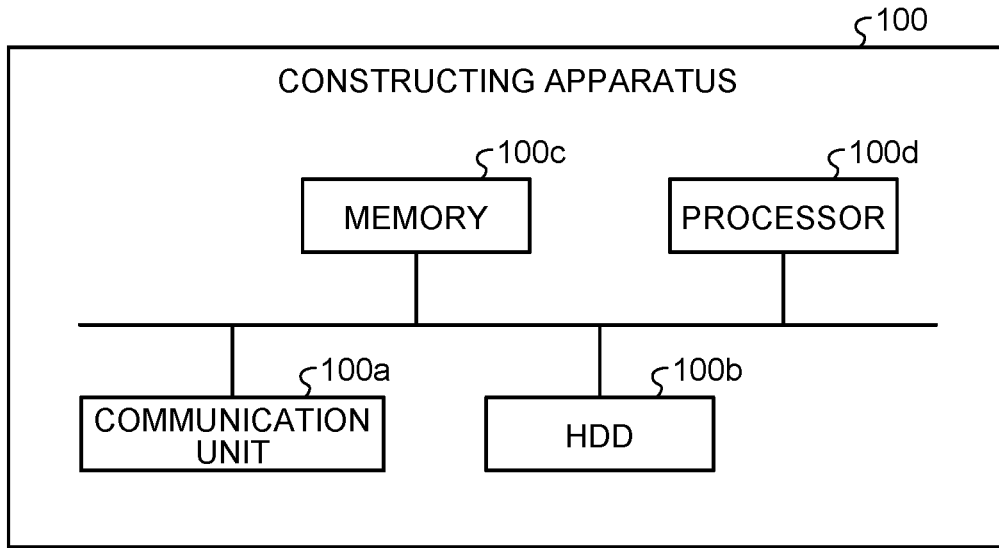 100
CONSTRUCTING APPARATUS
100c
100d
MEMORY
PROCESSOR
100a
100b
COMMUNICATION
UNIT
HDD